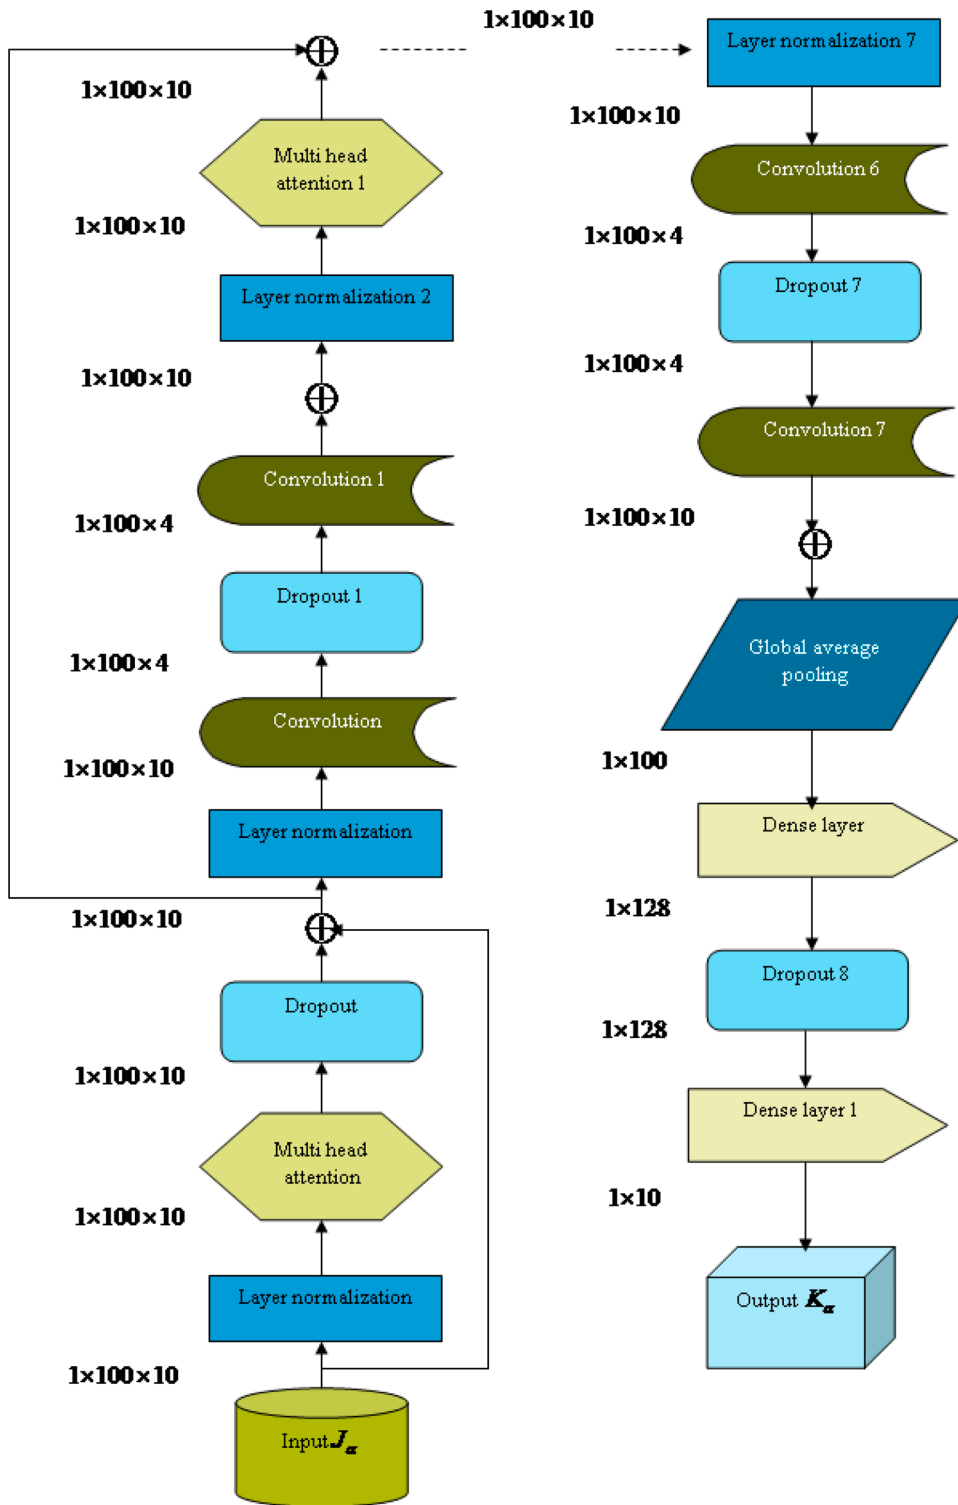 1×100×10
Layer normalization 7
1×100×10
1×100×10
Multi head
attention 1
Convolution 6
1×100×10
1×100×4
Layer normalization 2
Dropout 7
1×100×10
1×100×4
Convolution 1
Convolution 7
1×100×4
1×100×10
Dropout 1
Global average
pooling
1×100×4
Convolution
1×100×10
1×100
Layer normalization
Dense layer
1×100×10
1×128
Dropout
Dropout 8
1×100×10
1×128
Multi head
attention
Dense layer 1
1×100×10
1×10
Layer normalization
Output K_α
1×100×10
Input J_α